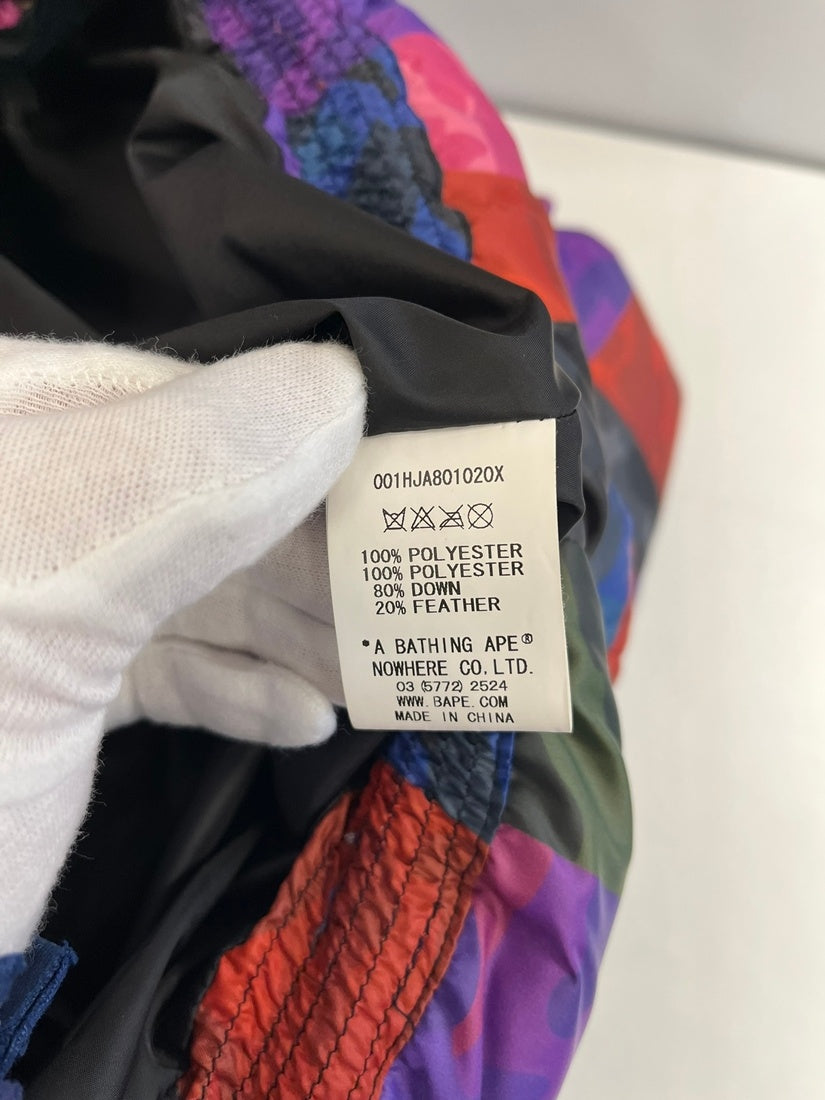 001HJA801020X
100% POLYESTER
100% POLYESTER
80% DOWN
20% FEATHER
*A BATHING APE®
NOWHERE CO,LTD.
03 (5772) 2524
WWW.BAPE.COM
MADE IN CHINA